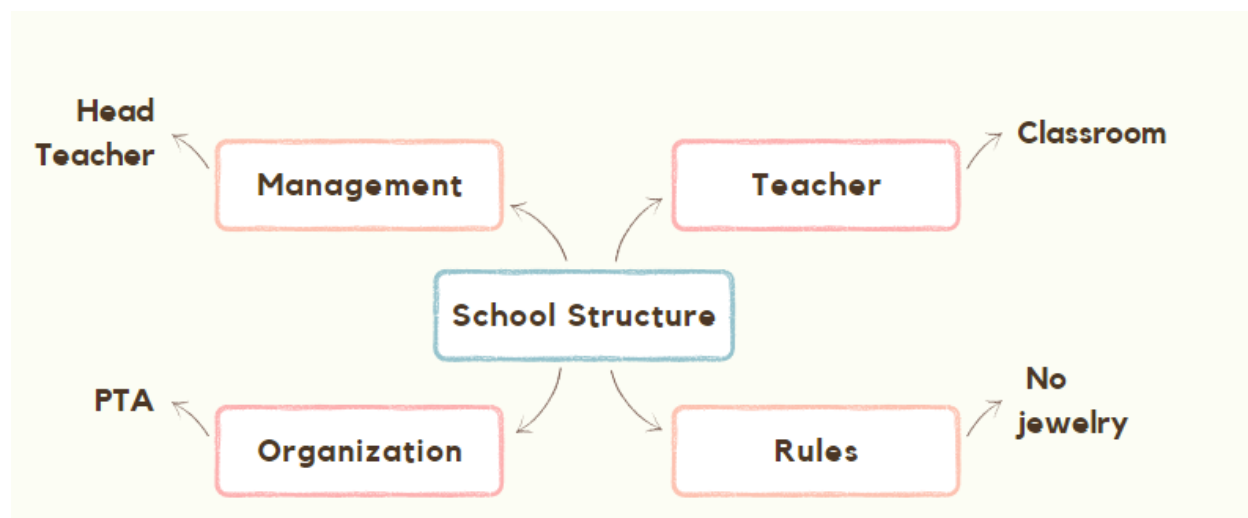 Head
Teacher
Management
Teacher
Classroom
School Structure
PTA
Organization
Rules
No
jewelry